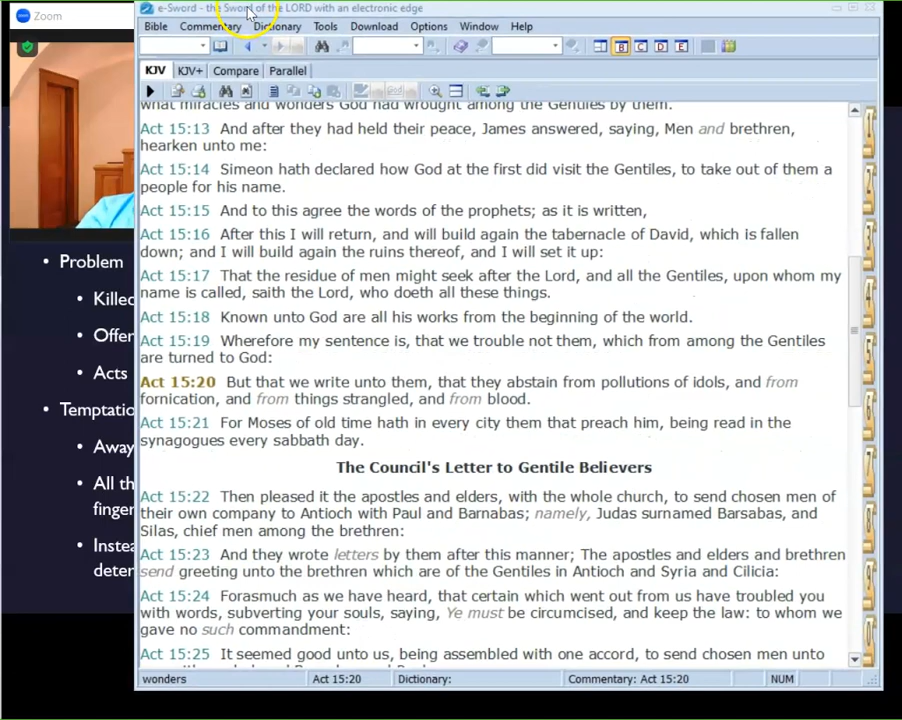 Zoom
e-Sword - the Sword of the LORD with an electronic edge
Bible Commentary Dictionary Tools Download Options Window Help
B C D E
KJV KJV+ Compare Parallel
what miracles and wonders God had wrought among the Gentiles by them.
Act 15:13 And after they had held their peace, James answered, saying, Men and brethren,
hearken unto me:
Act 15:14 Simeon hath declared how God at the first did visit the Gentiles, to take out of them a
people for his name.
Act 15:15 And to this agree the words of the prophets; as it is written,
Act 15:16 After this I will return, and will build again the tabernacle of David, which is fallen
down; and I will build again the ruins thereof, and I will set it up:
Act 15:17 That the residue of men might seek after the Lord, and all the Gentiles, upon whom my
name is called, saith the Lord, who doeth all these things.
Act 15:18 Known unto God are all his works from the beginning of the world.
Act 15:19 Wherefore my sentence is, that we trouble not them, which from among the Gentiles
are turned to God:
Act 15:20 But that we write unto them, that they abstain from pollutions of idols, and from
fornication, and from things strangled, and from blood.
Act 15:21 For Moses of old time hath in every city them that preach him, being read in the
synagogues every sabbath day.
The Council's Letter to Gentile Believers
Act 15:22 Then pleased it the apostles and elders, with the whole church, to send chosen men of
their own company to Antioch with Paul and Barnabas; namely, Judas surnamed Barsabas, and
Silas, chief men among the brethren:
Act 15:23 And they wrote letters by them after this manner; The apostles and elders and brethren
send greeting unto the brethren which are of the Gentiles in Antioch and Syria and Cilicia:
Act 15:24 Forasmuch as we have heard, that certain which went out from us have troubled you
with words, subverting your souls, saying, Ye must be circumcised, and keep the law: to whom we
gave no such commandment:
Act 15:25 It seemed good unto us, being assembled with one accord, to send chosen men unto
wonders Act 15:20 Dictionary: Commentary: Act 15:20 NUM
• Problem
• Killed
• Offer
• Acts
• Temptatio
• Away
• All th
finger
• Instea
deter